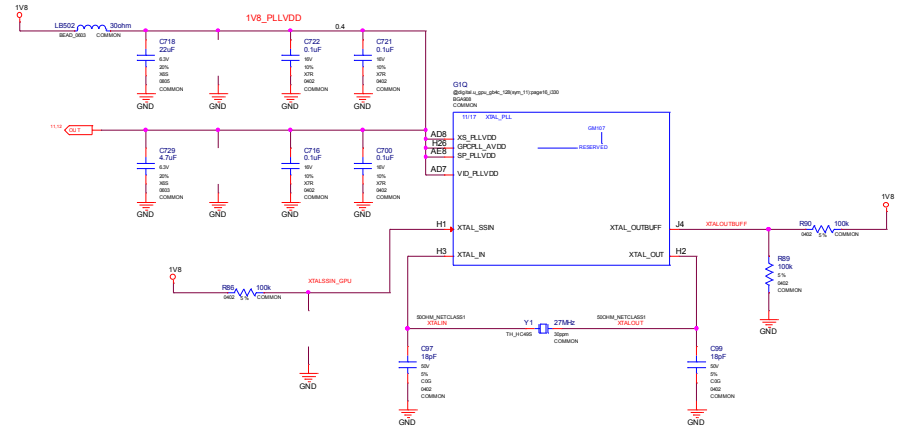 1V8
LB502 30ohm
BEAD_0603 COMMON
1V8_PLLVDD
0.4
C718
22uF
6.3V
20%
X6S
0805
COMMON
GND
GND
C722
0.1uF
16V
10%
X7R
0402
COMMON
GND
C721
0.1uF
16V
10%
X7R
0402
COMMON
GND
G1Q
BGA908
COMMON
11/17 XTAL_PLL
GM107
RESERVED
OUT
AD8 XS_PLLVDD
H26 GPCPLL_AVDD
AE8 SP_PLLVDD
AD7 VID_PLLVDD
C729
4.7uF
6.3V
20%
X6S
0603
COMMON
GND
GND
C716
0.1uF
16V
10%
X7R
0402
COMMON
GND
C700
0.1uF
16V
10%
X7R
0402
COMMON
GND
H1 XTAL_SSIN
XTAL_OUTBUFF J4
H3 XTAL_IN
XTAL_OUT H2
XTALOUTBUFF
R90 100k
0402 5% COMMON
1V8
R89
100k
5%
0402
COMMON
GND
1V8
R86 100k
0402 5% COMMON
XTALSSIN_GPU
GND
50OHM_NETCLASS1
XTALIN
Y1 27MHz
TH_HC49S 30ppm
COMMON
50OHM_NETCLASS1
XTALOUT
C97
18pF
50V
5%
C0G
0402
COMMON
GND
C99
18pF
50V
5%
C0G
0402
COMMON
GND